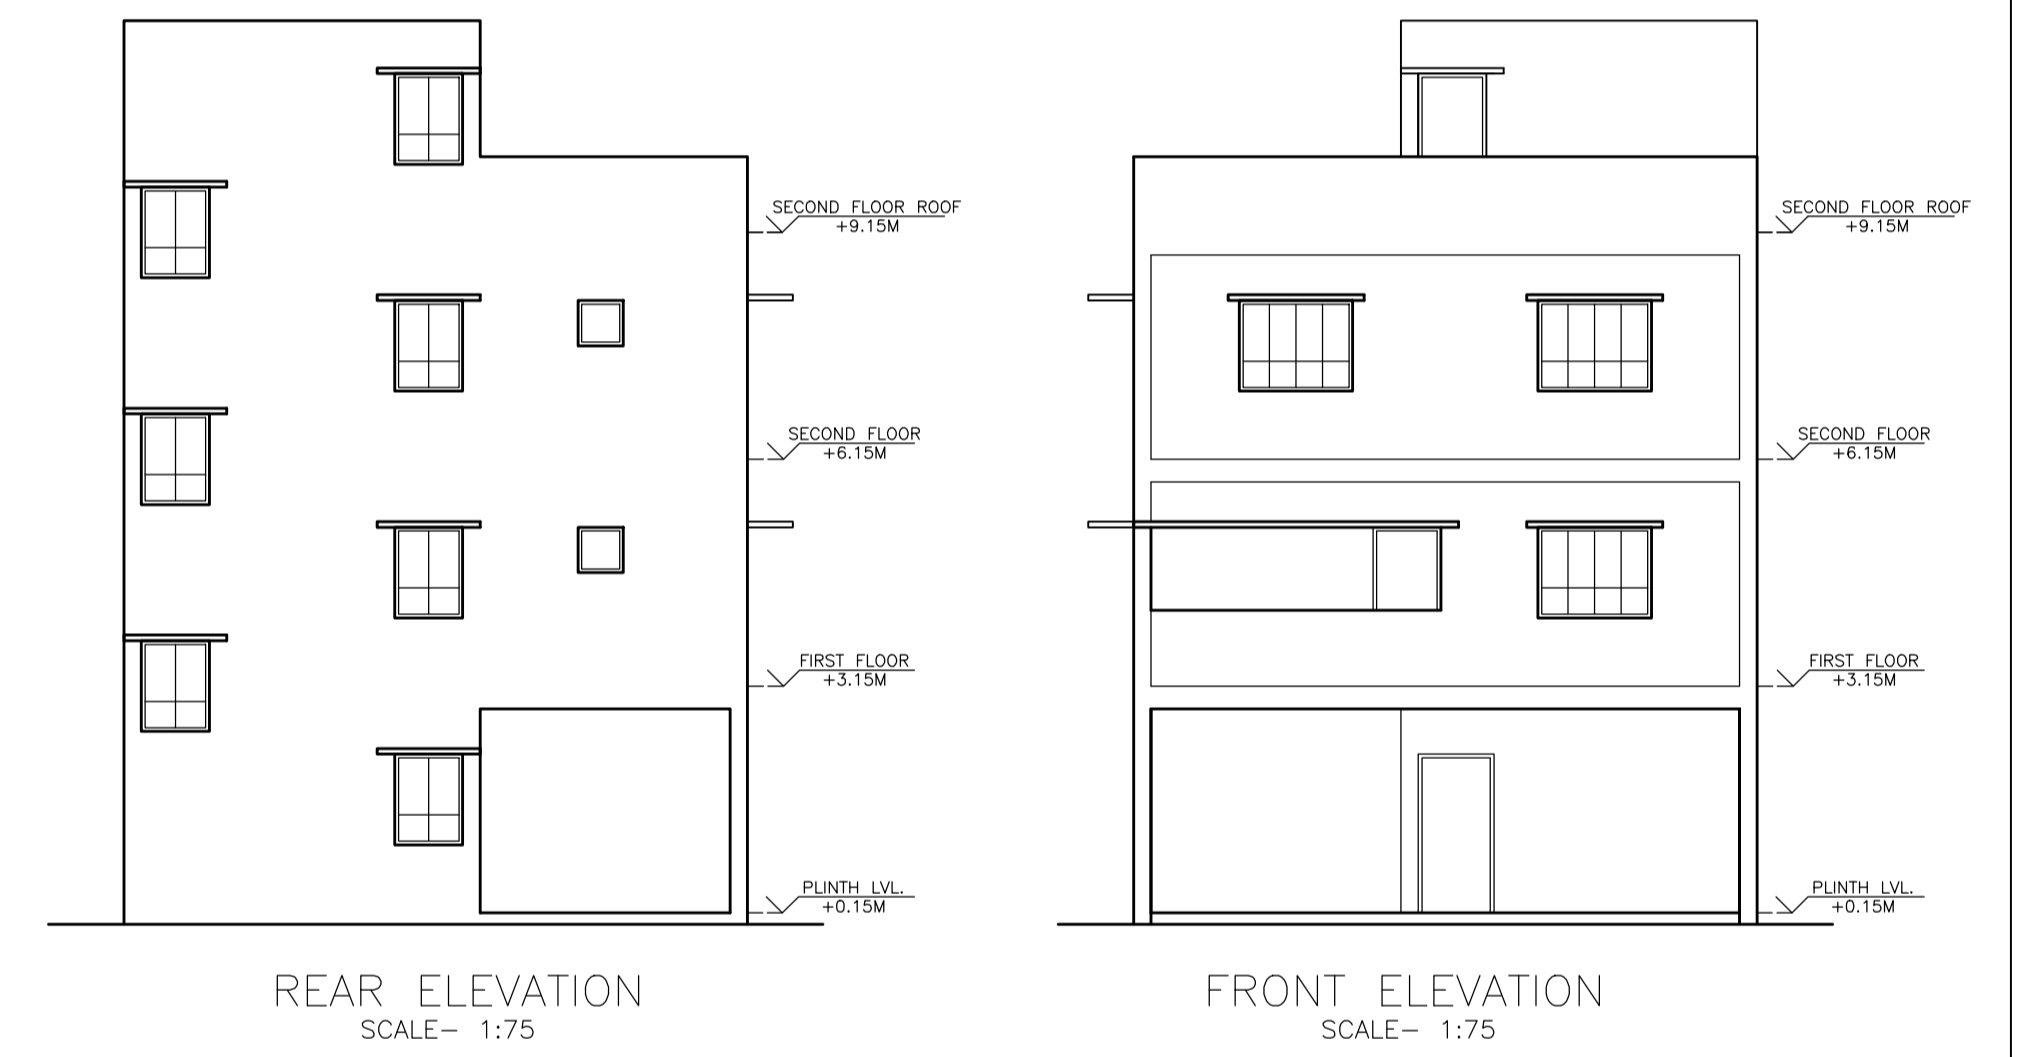 SECOND FLOOR ROOF
+9.15M
SECOND FLOOR
+6.15M
FIRST FLOOR
+3.15M
PLINTH LVL.
+0.15M
REAR ELEVATION
SCALE- 1:75
SECOND FLOOR ROOF
+9.15M
SECOND FLOOR
+6.15M
FIRST FLOOR
+3.15M
PLINTH LVL.
+0.15M
FRONT ELEVATION
SCALE- 1:75